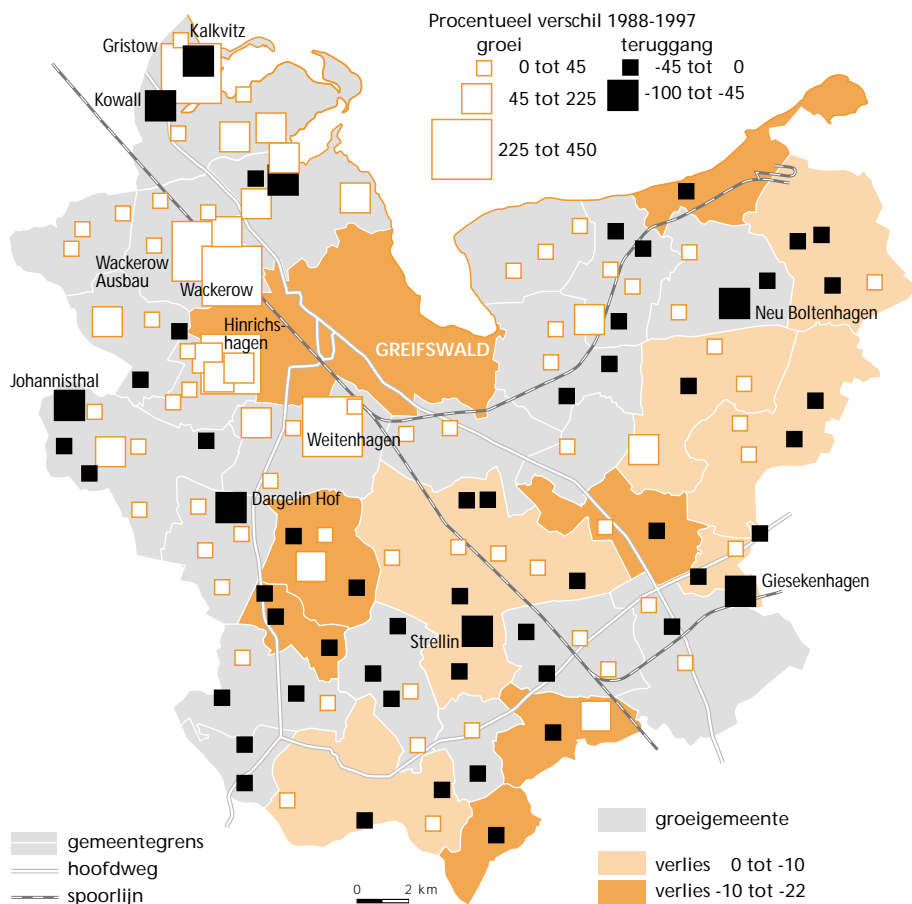 Procentueel verschil 1988-1997
groei
teruggang
0 tot 45
-45 tot 0
45 tot 225
-100 tot -45
225 tot 450
Kalkvitz
Gristow
Kowall
Wackerow
Ausbau
Wackerow
Hinrichs-
hagen
GREIFSWALD
Neu Boltenhagen
Johannisthal
Weitenhagen
Dargelin Hof
Giesekenhagen
Strellin
gemeentegrens
hoofdweg
spoorlijn
0 2 km
groeigemeente
verlies 0 tot -10
verlies -10 tot -22